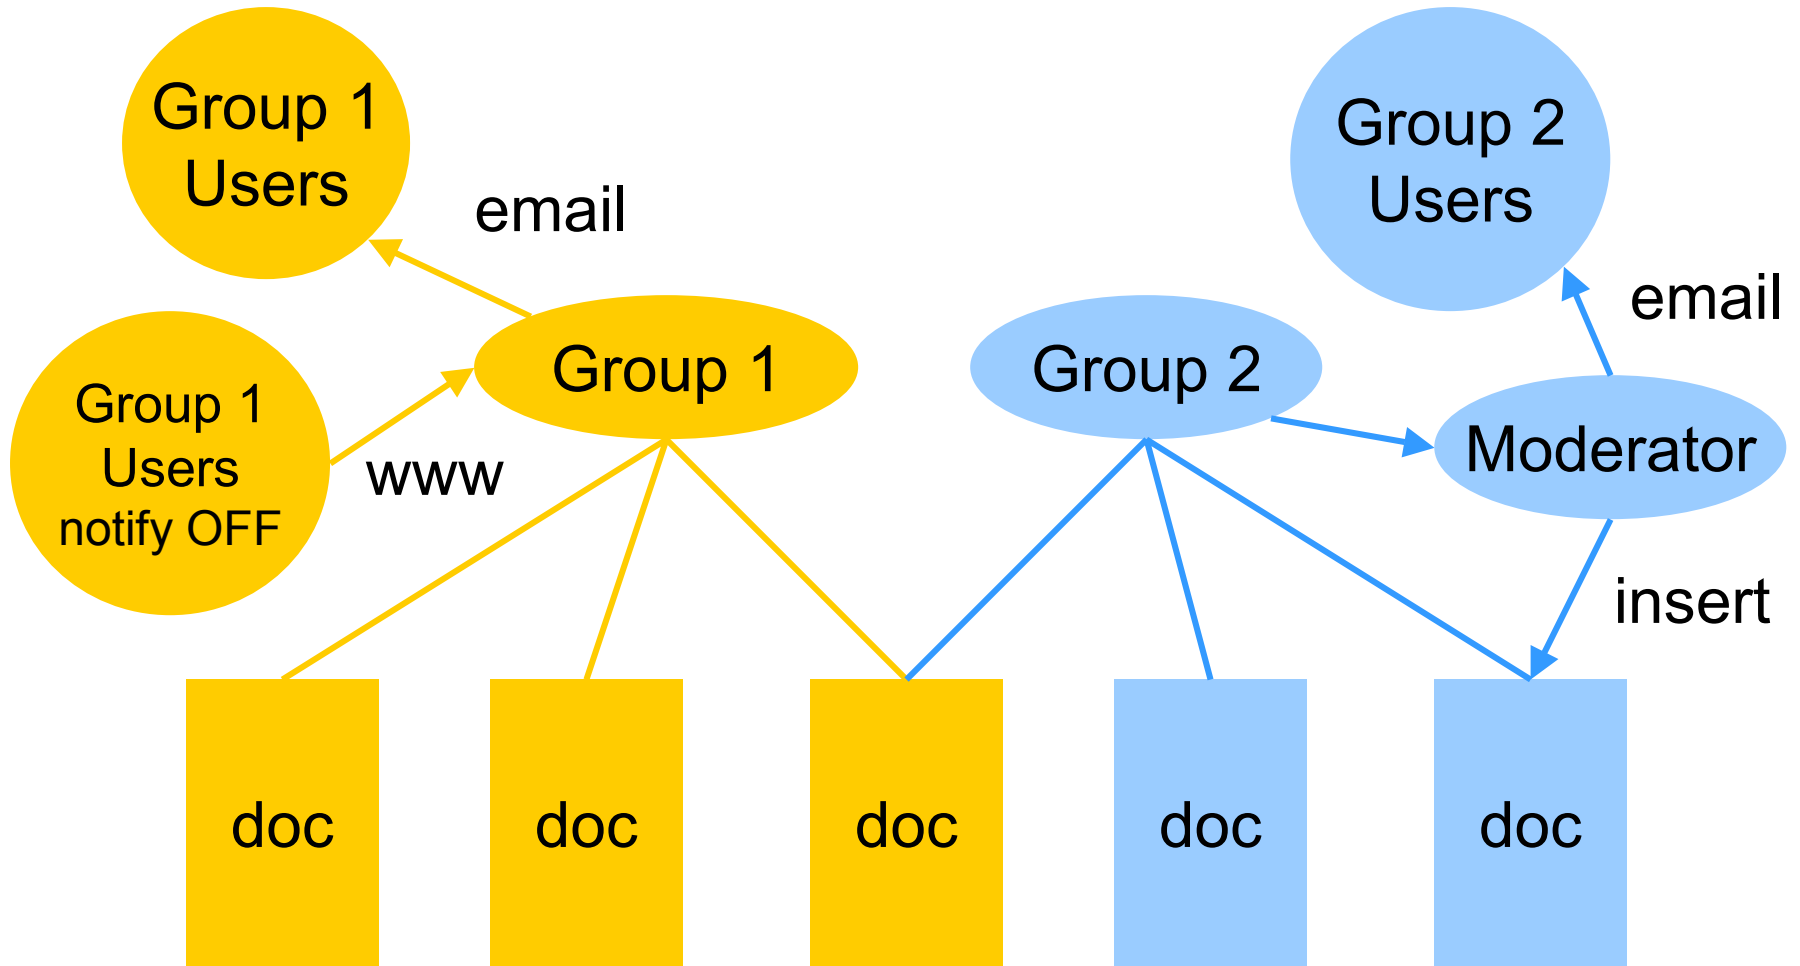 Group 1
Users
Group 2
Users
email
email
Group 1
Group 2
Group 1
Users
notify OFF
www
Moderator
insert
doc
doc
doc
doc
doc